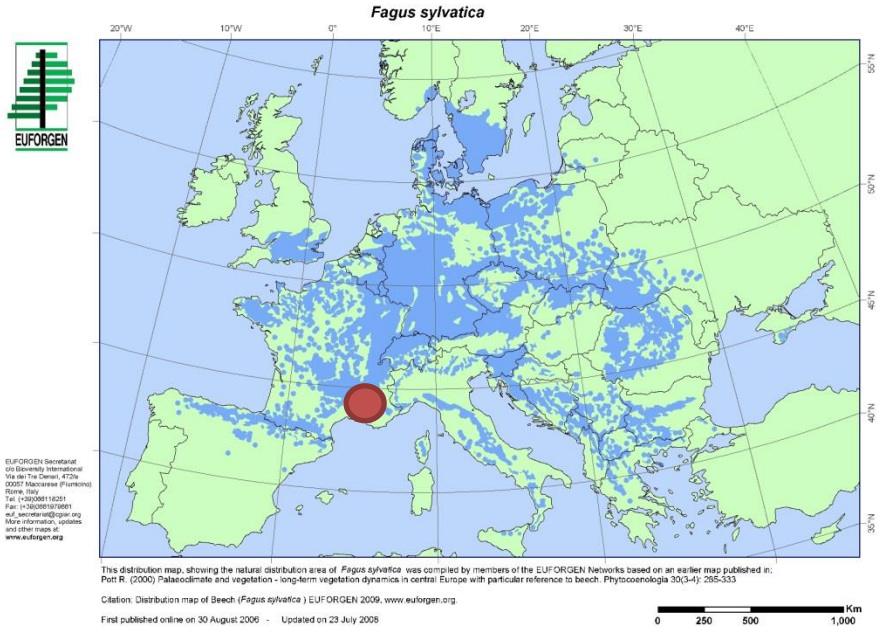 Fagus sylvatica
20°W
10°W
0°
10°E
20°E
30°E
40°E
55°N
50°N
45°N
40°N
35°N
EUFORGEN
EUFORGEN Secretariat
c/o Bioversity International
Via dei Tre Denari, 472/a
00057 Maccarese (Fiumicino)
Rome, Italy
Tel. (+39)066118251
Fax: (+39)0661979661
euf_secretariat@cgiar.org
More information, updates
and other maps at:
www.euforgen.org
This distribution map, showing the natural distribution area of Fagus sylvatica was compiled by members of the EUFORGEN Networks based on an earlier map published in:
Pott R. (2000) Palaeoclimate and vegetation - long-term vegetation dynamics in central Europe with particular reference to beech. Phytocoenologia 30(3-4): 285-333
Citation: Distribution map of Beech (Fagus sylvatica ) EUFORGEN 2009, www.euforgen.org.
First published online on 30 August 2006 - Updated on 23 July 2008
Km
0 250 500 1,000